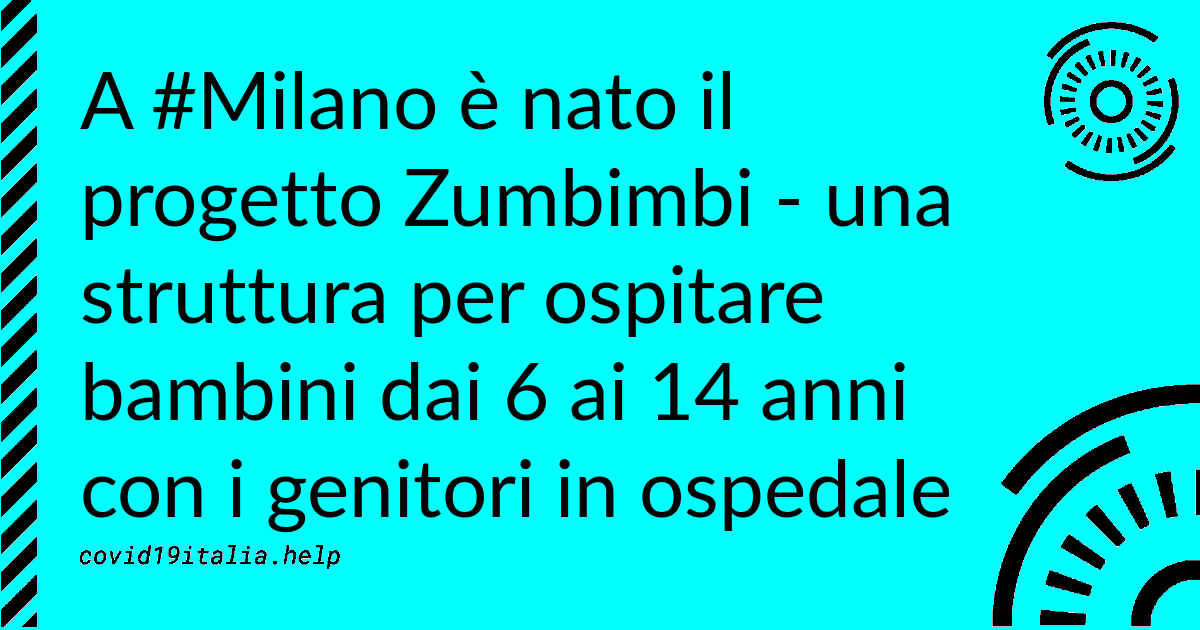 A #Milano è nato il
progetto Zumbimbi - una
struttura per ospitare
bambini dai 6 ai 14 anni
con i genitori in ospedale
covid19italia.help